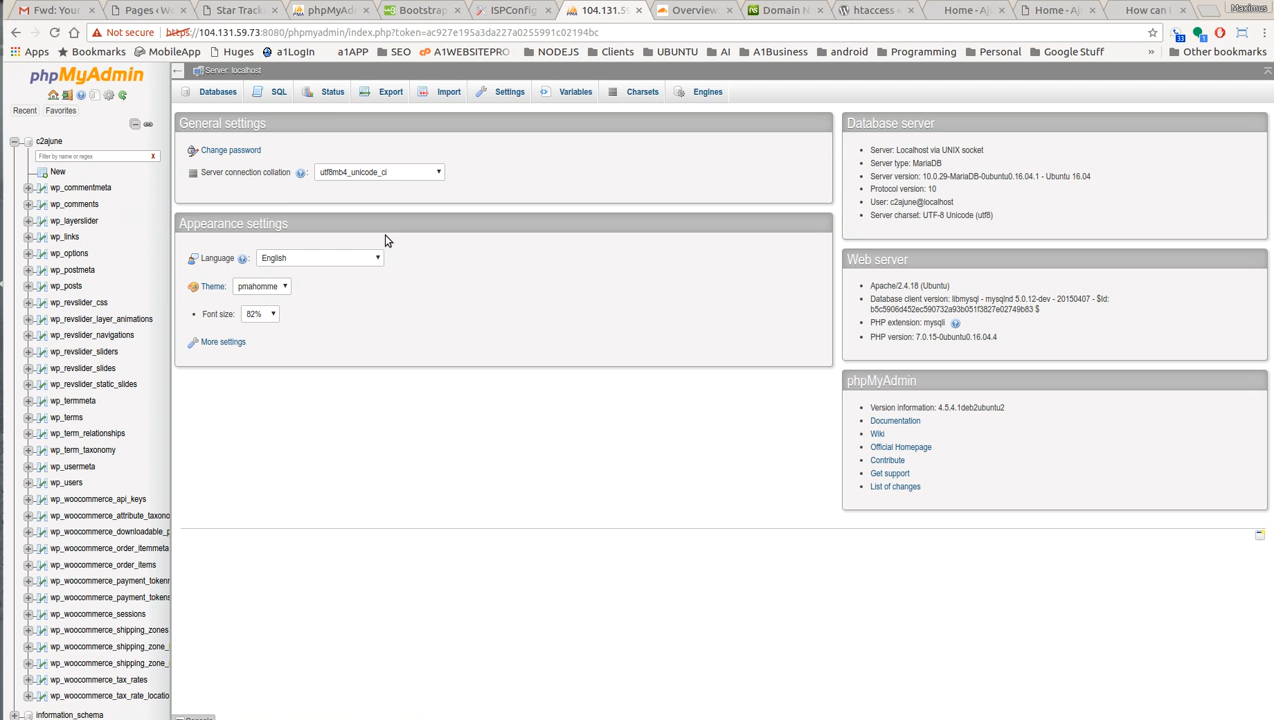 Fwd: Your
Pages ‹ W
Star Track
phpMyAd
Bootstrap
ISPConfig
104.131.59
Overview:
Domain N
htaccess -
Home - Aj
Home - Aj
How can I
Maximus
Not secure
https://104.131.59.73:8080/phpmyadmin/index.php?token=ac927e195a3da227a0255991c02194bc
Apps
Bookmarks
MobileApp
Huges
a1LogIn
a1APP
SEO
A1WEBSITEPRO
NODEJS
Clients
UBUNTU
AI
A1Business
android
Programming
Personal
Google Stuff
»
Other bookmarks
phpMyAdmin
Recent
Favorites
c2ajune
Filter by name or regex
X
New
wp_commentmeta
wp_comments
wp_layerslider
wp_links
wp_options
wp_postmeta
wp_posts
wp_revslider_css
wp_revslider_layer_animations
wp_revslider_navigations
wp_revslider_sliders
wp_revslider_slides
wp_revslider_static_slides
wp_termmeta
wp_terms
wp_term_relationships
wp_term_taxonomy
wp_usermeta
wp_users
wp_woocommerce_api_keys
wp_woocommerce_attribute_taxono
wp_woocommerce_downloadable_p
wp_woocommerce_order_itemmeta
wp_woocommerce_order_items
wp_woocommerce_payment_tokenm
wp_woocommerce_payment_tokens
wp_woocommerce_sessions
wp_woocommerce_shipping_zones
wp_woocommerce_shipping_zone_l
wp_woocommerce_shipping_zone_
wp_woocommerce_tax_rates
wp_woocommerce_tax_rate_locatio
information_schema
Server: localhost
Databases
SQL
Status
Export
Import
Settings
Variables
Charsets
Engines
General settings
Change password
Server connection collation
:
utf8mb4_unicode_ci
Appearance settings
Language
:
English
Theme:
pmahomme
Font size:
82%
More settings
Database server
Server: Localhost via UNIX socket
Server type: MariaDB
Server version: 10.0.29-MariaDB-0ubuntu0.16.04.1 - Ubuntu 16.04
Protocol version: 10
User: c2ajune@localhost
Server charset: UTF-8 Unicode (utf8)
Web server
Apache/2.4.18 (Ubuntu)
Database client version: libmysql - mysqlnd 5.0.12-dev - 20150407 - $Id:
b5c5906d452ec590732a93b051f3827e02749b83 $
PHP extension: mysqli
PHP version: 7.0.15-0ubuntu0.16.04.4
phpMyAdmin
Version information: 4.5.4.1deb2ubuntu2
Documentation
Wiki
Official Homepage
Contribute
Get support
List of changes